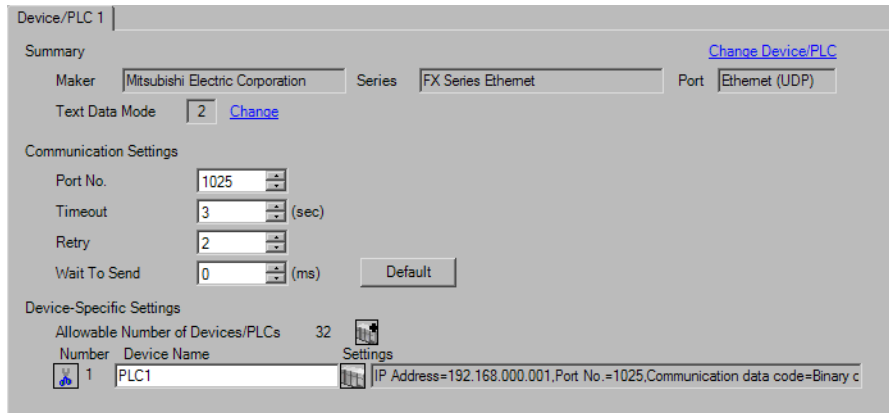 Device/PLC 1
Summary Change Device/PLC
Maker Mitsubishi Electric Corporation Series FX Series Ethernet Port Ethernet (UDP)
Text Data Mode 2 Change
Communication Settings
Port No. 1025
Timeout 3 (sec)
Retry 2
Wait To Send 0 (ms) Default
Device-Specific Settings
Allowable Number of Devices/PLCs 32
Number Device Name Settings
1 PLC1 IP Address=192.168.000.001,Port No.=1025,Communication data code=Binary c